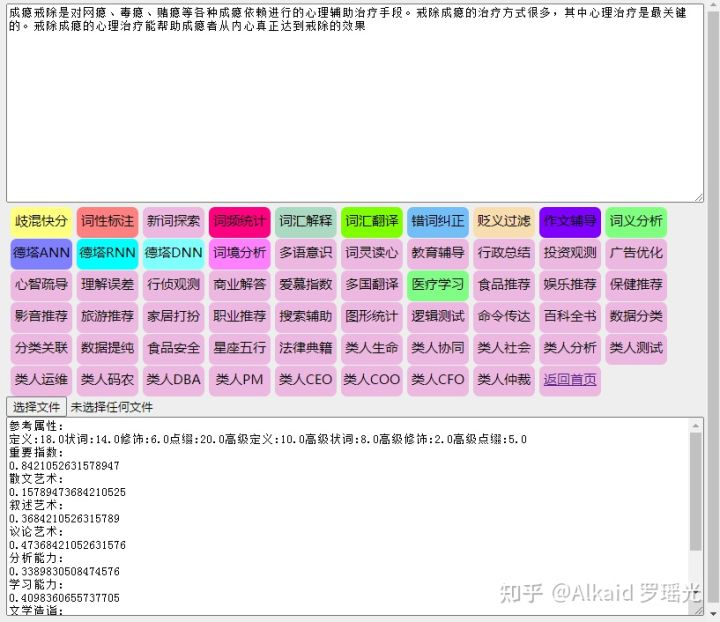 成瘾戒除是对网瘾、毒瘾、赌瘾等各种成瘾依赖进行的心理辅助治疗手段。戒除成瘾的治疗方式很多，其中心理治疗是最关键
的。戒除成瘾的心理治疗能帮助成瘾者从内心真正达到戒除的效果
歧混快分 词性标注 新词探索 词频统计 词汇解释 词汇翻译 错词纠正 贬义过滤 作文辅导 词义分析
德塔ANN 德塔RNN 德塔DNN 词境分析 多语意识 词灵读心 教育辅导 行政总结 投资观测 广告优化
心智疏导 理解误差 行侦观测 商业解答 爱慕指数 多国翻译 医疗学习 食品推荐 娱乐推荐 保健推荐
影音推荐 旅游推荐 家居打扮 职业推荐 搜索辅助 图形统计 逻辑测试 命令传达 百科全书 数据分类
分类关联 数据提纯 食品安全 星座五行 法律典籍 类人生命 类人协同 类人社会 类人分析 类人测试
类人运维 类人码农 类人DBA 类人PM 类人CEO 类人COO 类人CFO 类人仲裁 返回首页
选择文件 未选择任何文件
参考属性:
定义:18.0状词:14.0修饰:6.0点缀:20.0高级定义:10.0高级状词:8.0高级修饰:2.0高级点缀:5.0
重要指数:
0.8421052631578947
散文艺术:
0.15789473684210525
叙述艺术:
0.3684210526315789
议论艺术:
0.47368421052631576
分析能力:
0.3389830508474576
学习能力:
0.4098360655737705
文学造诣:
知乎 @Alkaid 罗瑶光